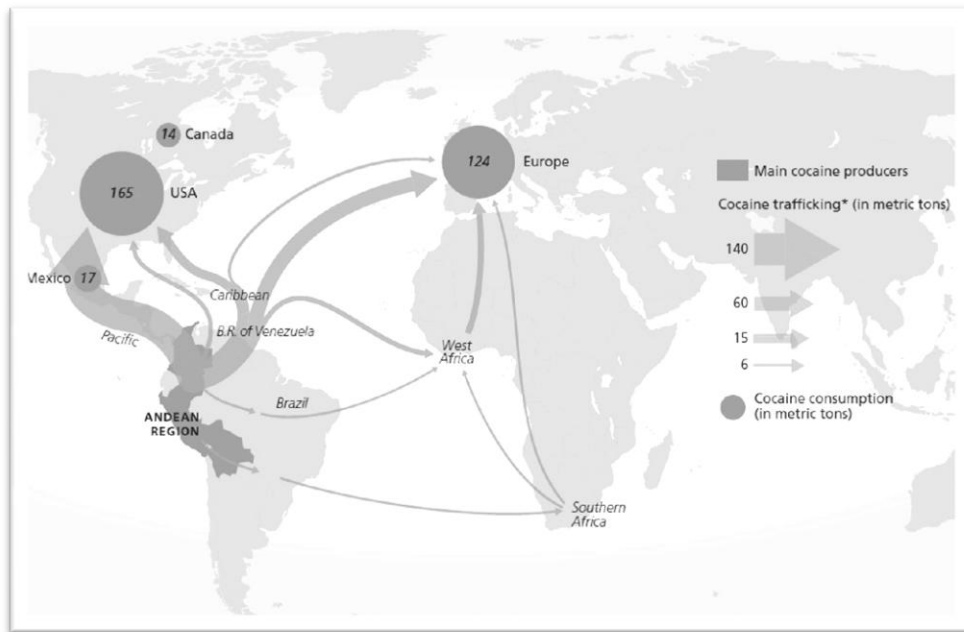 14 Canada
165 USA
Mexico 17
Pacific
Caribbean
B.R. of Venezuela
ANDEAN
REGION
Brazil
124 Europe
West
Africa
Southern
Africa
Main cocaine producers
Cocaine trafficking* (in metric tons)
140
60
15
6
Cocaine consumption
(in metric tons)